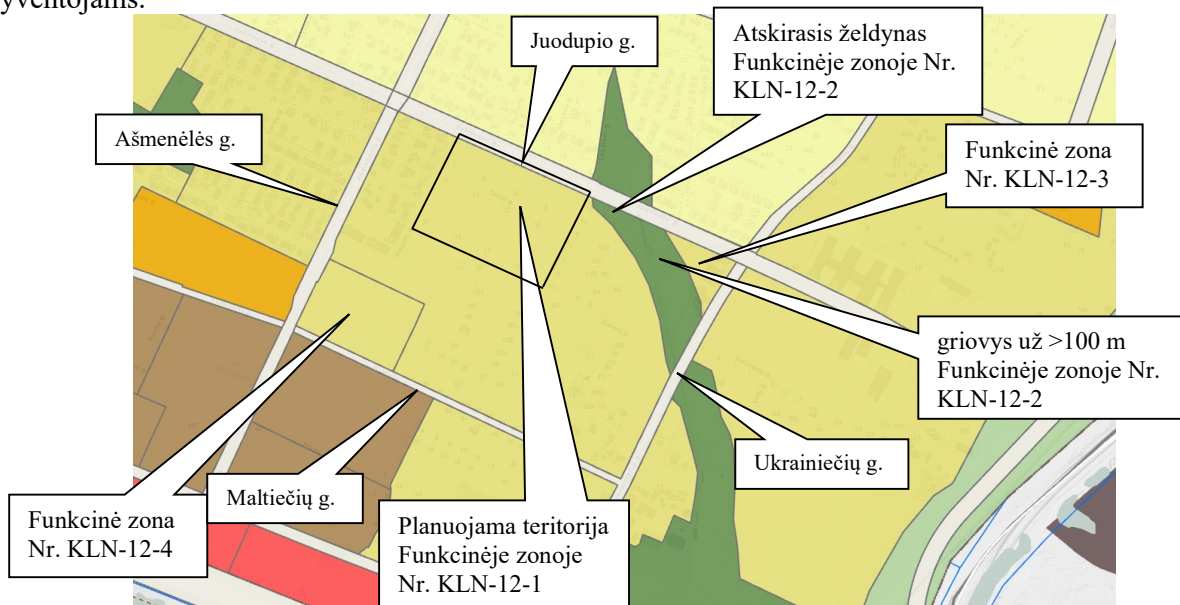 Juodupio g.
Atskirasis želdynas
Funkcinėje zonoje Nr.
KLN-12-2
Ašmenėlės g.
Funkcinė zona
Nr. KLN-12-3
griovys už >100 m
Funkcinėje zonoje Nr.
KLN-12-2
Ukrainiečių g.
Maltiečių g.
Funkcinė zona
Nr. KLN-12-4
Planuojama teritorija
Funkcinėje zonoje
Nr. KLN-12-1